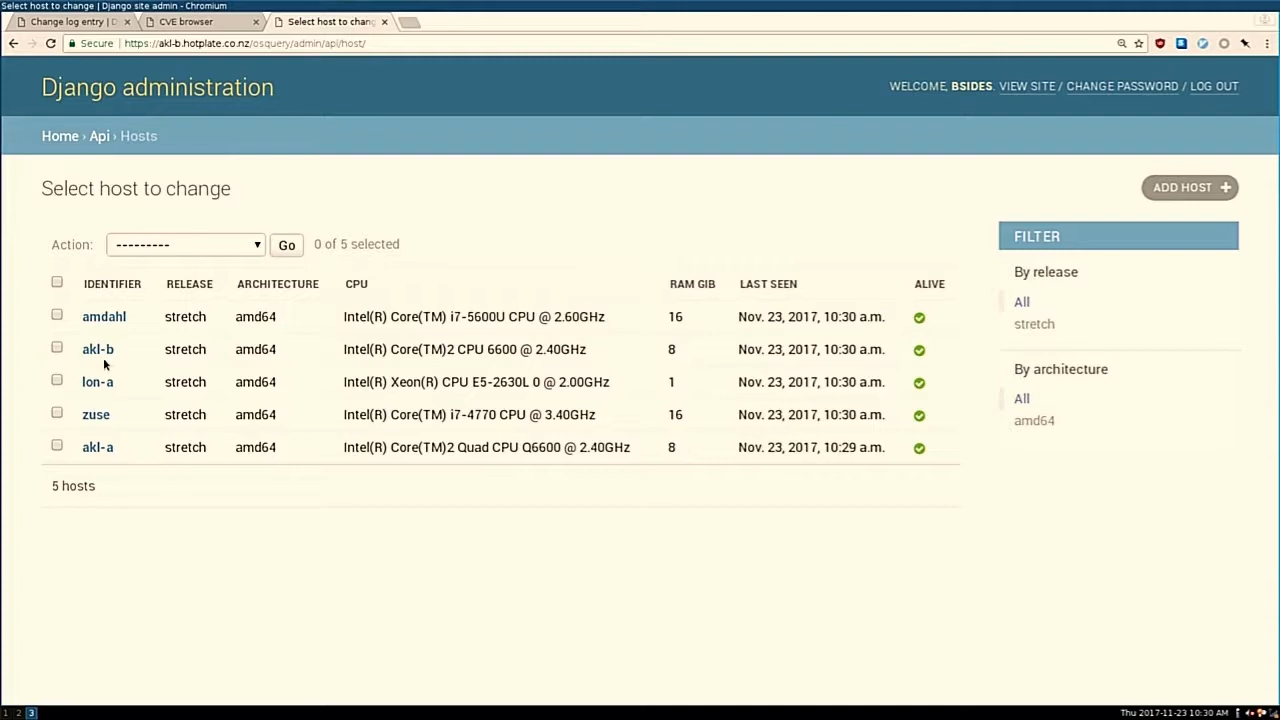 Select host to change | Django site admin - Chromium
Change log entry | D
CVE browser
Select host to chang
Secure https://akl-b.hotplate.co.nz/osquery/admin/api/host/
Django administration
WELCOME, BSIDES. VIEW SITE / CHANGE PASSWORD / LOG OUT
Home › Api › Hosts
Select host to change
ADD HOST +
Action: --------- Go 0 of 5 selected
IDENTIFIER RELEASE ARCHITECTURE CPU RAM GIB LAST SEEN ALIVE
amdahl stretch amd64 Intel(R) Core(TM) i7-5600U CPU @ 2.60GHz 16 Nov. 23, 2017, 10:30 a.m.
akl-b stretch amd64 Intel(R) Core(TM)2 CPU 6600 @ 2.40GHz 8 Nov. 23, 2017, 10:30 a.m.
lon-a stretch amd64 Intel(R) Xeon(R) CPU E5-2630L 0 @ 2.00GHz 1 Nov. 23, 2017, 10:30 a.m.
zuse stretch amd64 Intel(R) Core(TM) i7-4770 CPU @ 3.40GHz 16 Nov. 23, 2017, 10:30 a.m.
akl-a stretch amd64 Intel(R) Core(TM)2 Quad CPU Q6600 @ 2.40GHz 8 Nov. 23, 2017, 10:29 a.m.
5 hosts
FILTER
By release
All
stretch
By architecture
All
amd64
1 2 3
Thu 2017-11-23 10:30 AM